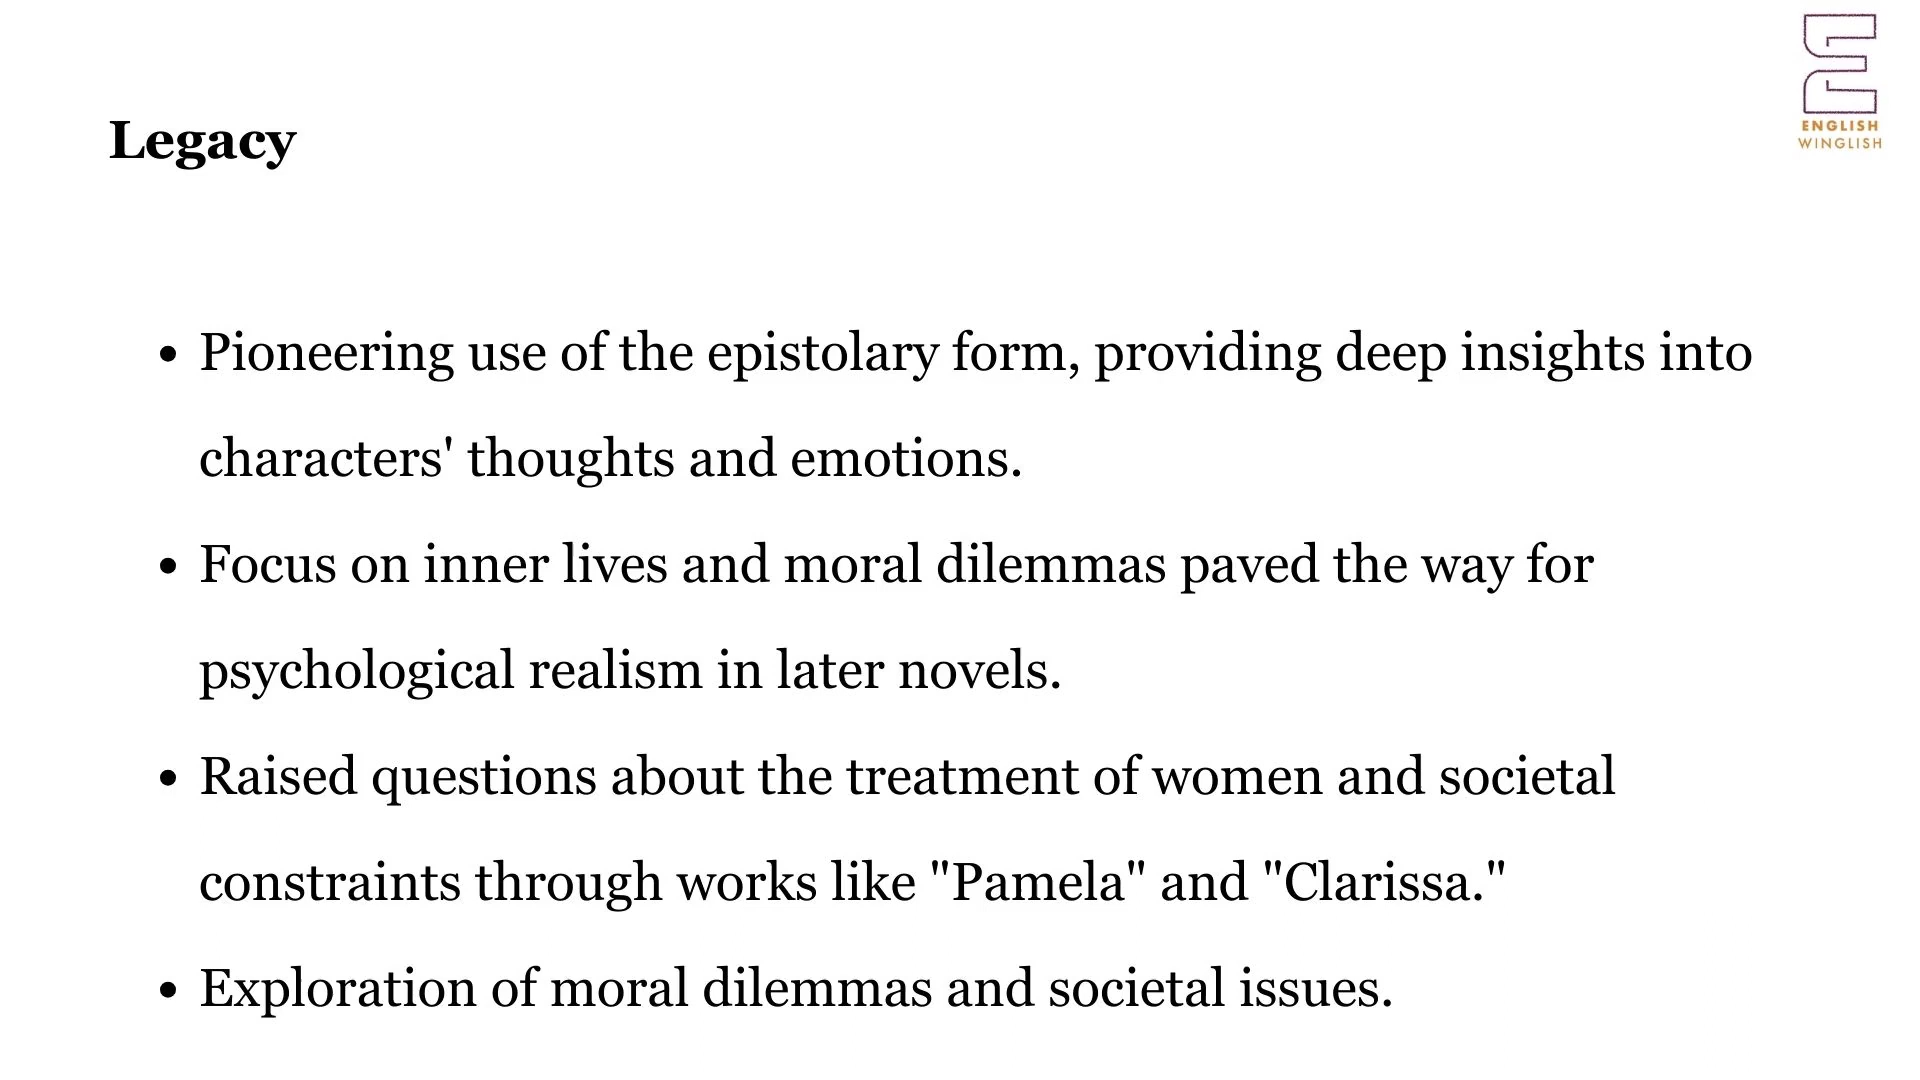 ENGLISH
WINGLISH
Legacy
• Pioneering use of the epistolary form, providing deep insights into
characters' thoughts and emotions.
• Focus on inner lives and moral dilemmas paved the way for
psychological realism in later novels.
• Raised questions about the treatment of women and societal
constraints through works like "Pamela" and "Clarissa."
• Exploration of moral dilemmas and societal issues.